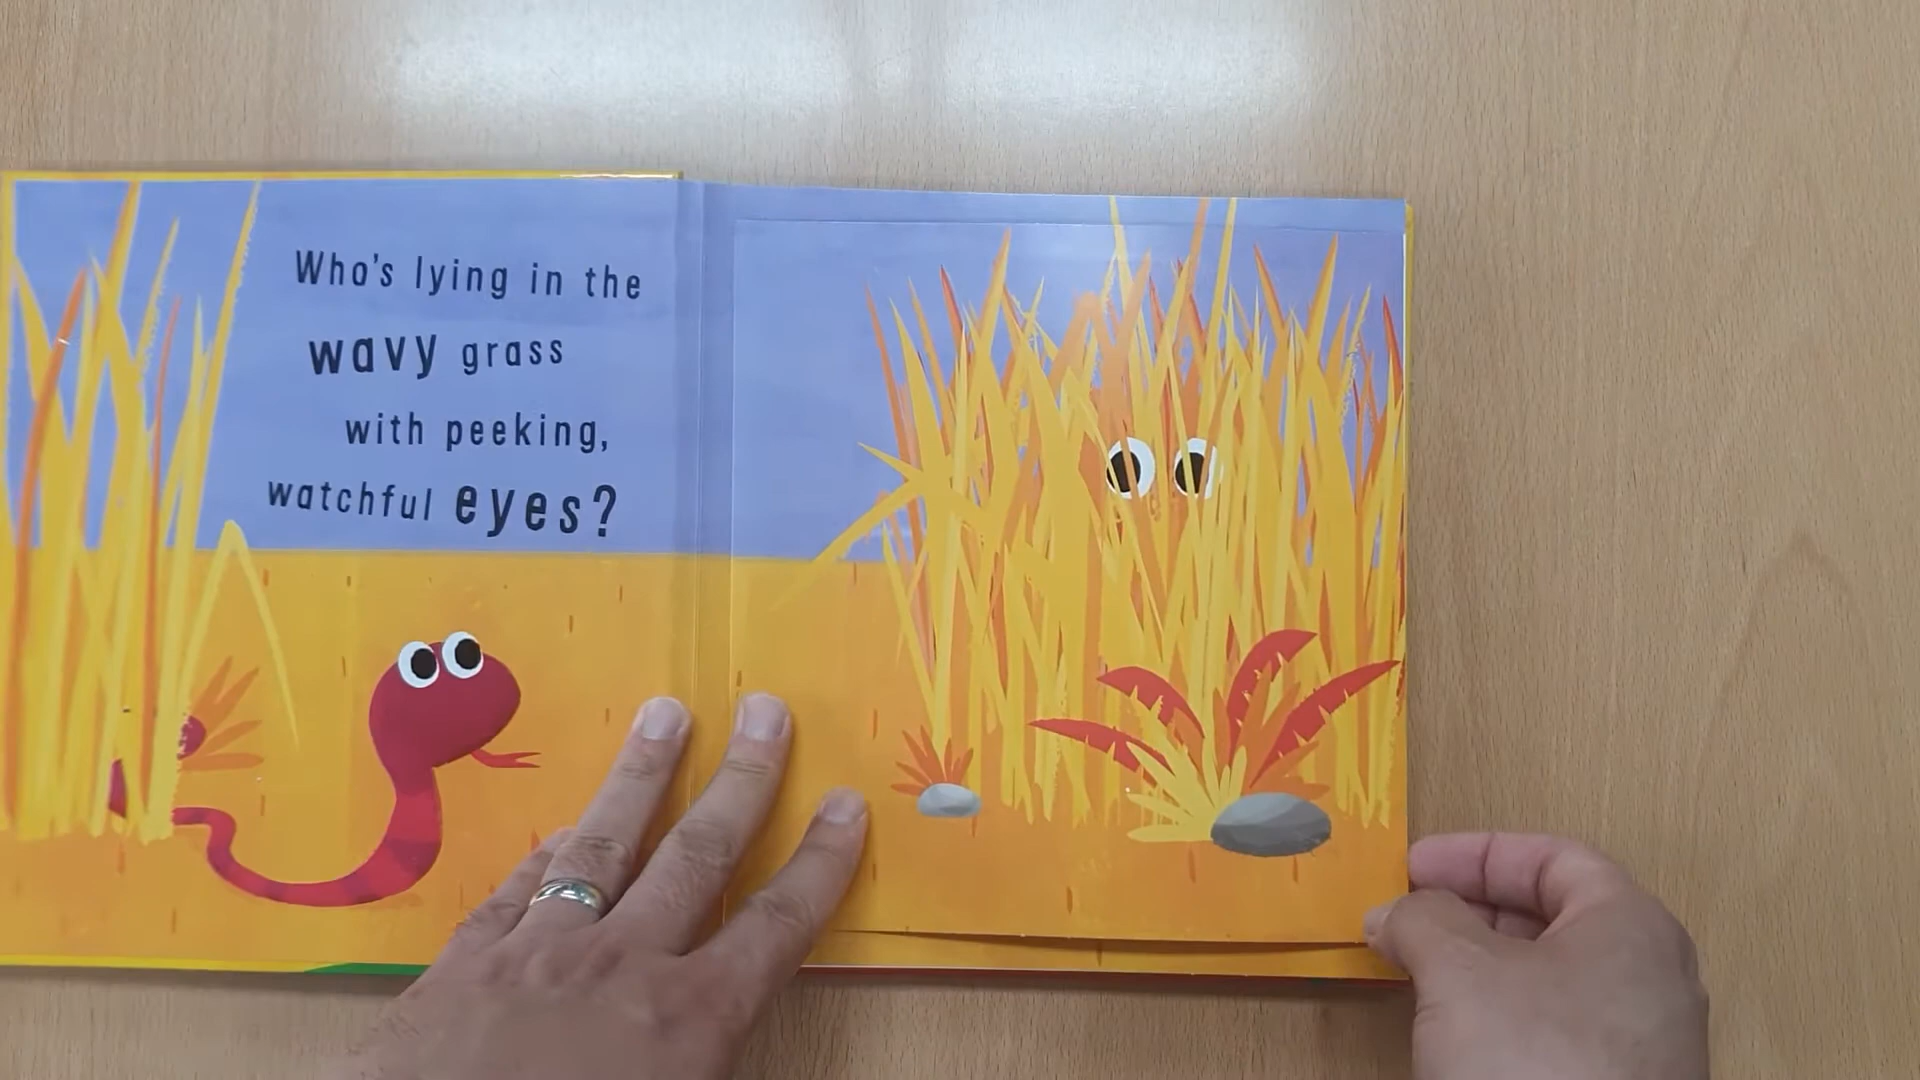 Who's lying in the
wavy grass
with peeking,
watchful eyes?